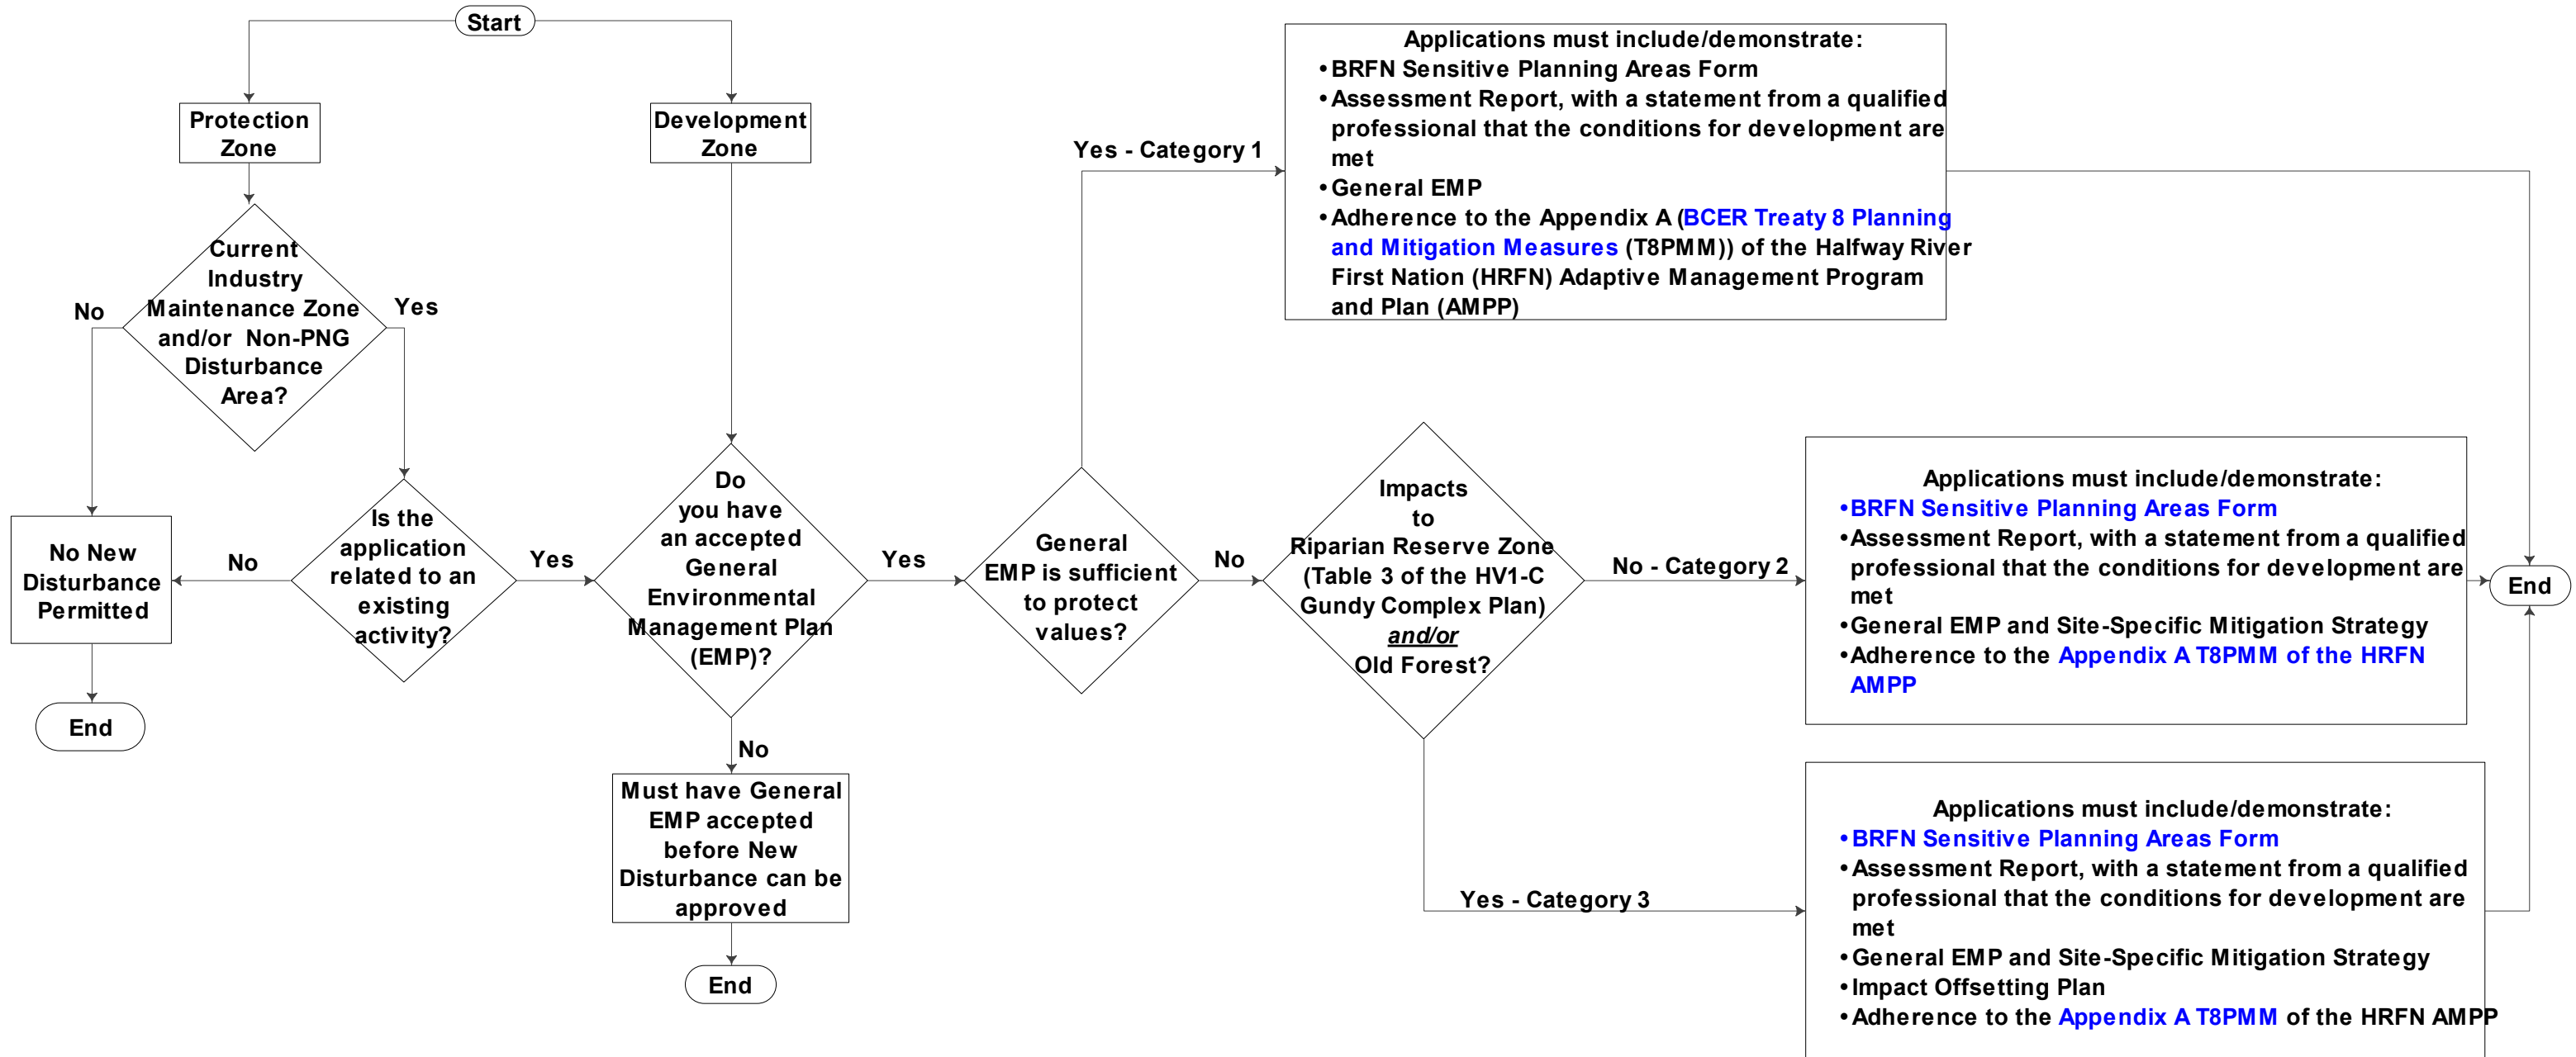 Start
Protection
Zone
Development
Zone
Current
Industry
Maintenance Zone
and/or Non-PNG
Disturbance
Area?
No
Yes
No New
Disturbance
Permitted
End
Is the
application
related to an
existing
activity?
No
Yes
Do
you have
an accepted
General
Environmental
Management Plan
(EMP)?
Yes
No
Must have General
EMP accepted
before New
Disturbance can be
approved
End
General
EMP is sufficient
to protect
values?
Yes - Category 1
No
Applications must include/demonstrate:
•BRFN Sensitive Planning Areas Form
•Assessment Report, with a statement from a qualified
professional that the conditions for development are
met
•General EMP
•Adherence to the Appendix A (BCER Treaty 8 Planning
and Mitigation Measures (T8PMM)) of the Halfway River
First Nation (HRFN) Adaptive Management Program
and Plan (AMPP)
Impacts
to
Riparian Reserve Zone
(Table 3 of the HV1-C
Gundy Complex Plan)
and/or
Old Forest?
No - Category 2
Applications must include/demonstrate:
•BRFN Sensitive Planning Areas Form
•Assessment Report, with a statement from a qualified
professional that the conditions for development are
met
•General EMP and Site-Specific Mitigation Strategy
•Adherence to the Appendix A T8PMM of the HRFN
AMPP
Yes - Category 3
Applications must include/demonstrate:
•BRFN Sensitive Planning Areas Form
•Assessment Report, with a statement from a qualified
professional that the conditions for development are
met
•General EMP and Site-Specific Mitigation Strategy
•Impact Offsetting Plan
•Adherence to the Appendix A T8PMM of the HRFN AMPP
End